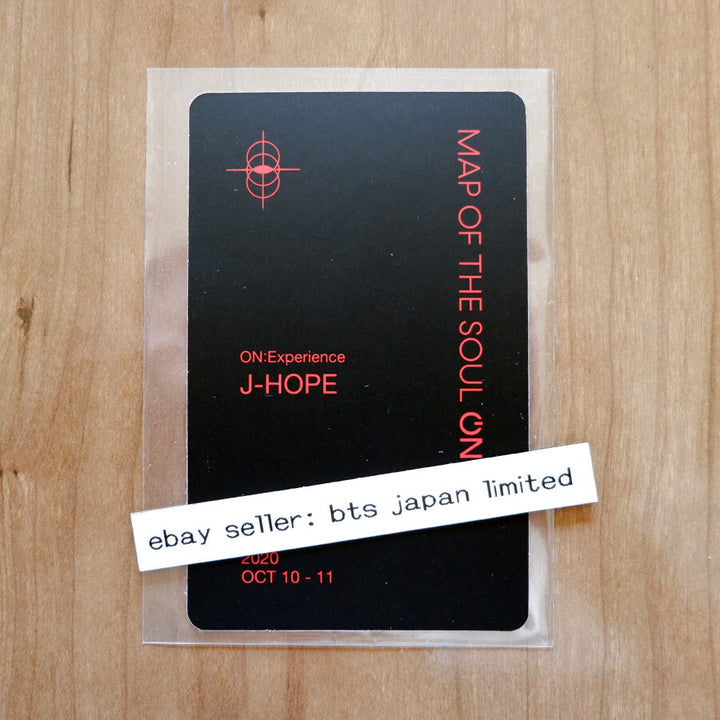 MAP OF THE SOUL ON
ON:Experience
J-HOPE
ebay seller: bts japan limited
2020
OCT 10 - 11